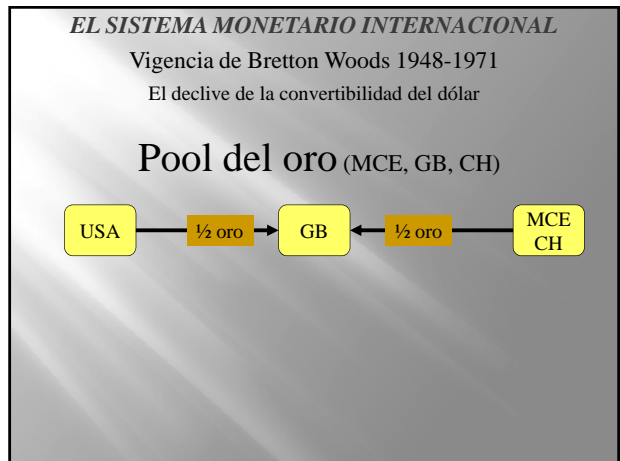 EL SISTEMA MONETARIO INTERNACIONAL
Vigencia de Bretton Woods 1948-1971
El declive de la convertibilidad del dólar
Pool del oro (MCE, GB, CH)
USA
½ oro
GB
½ oro
MCE
CH